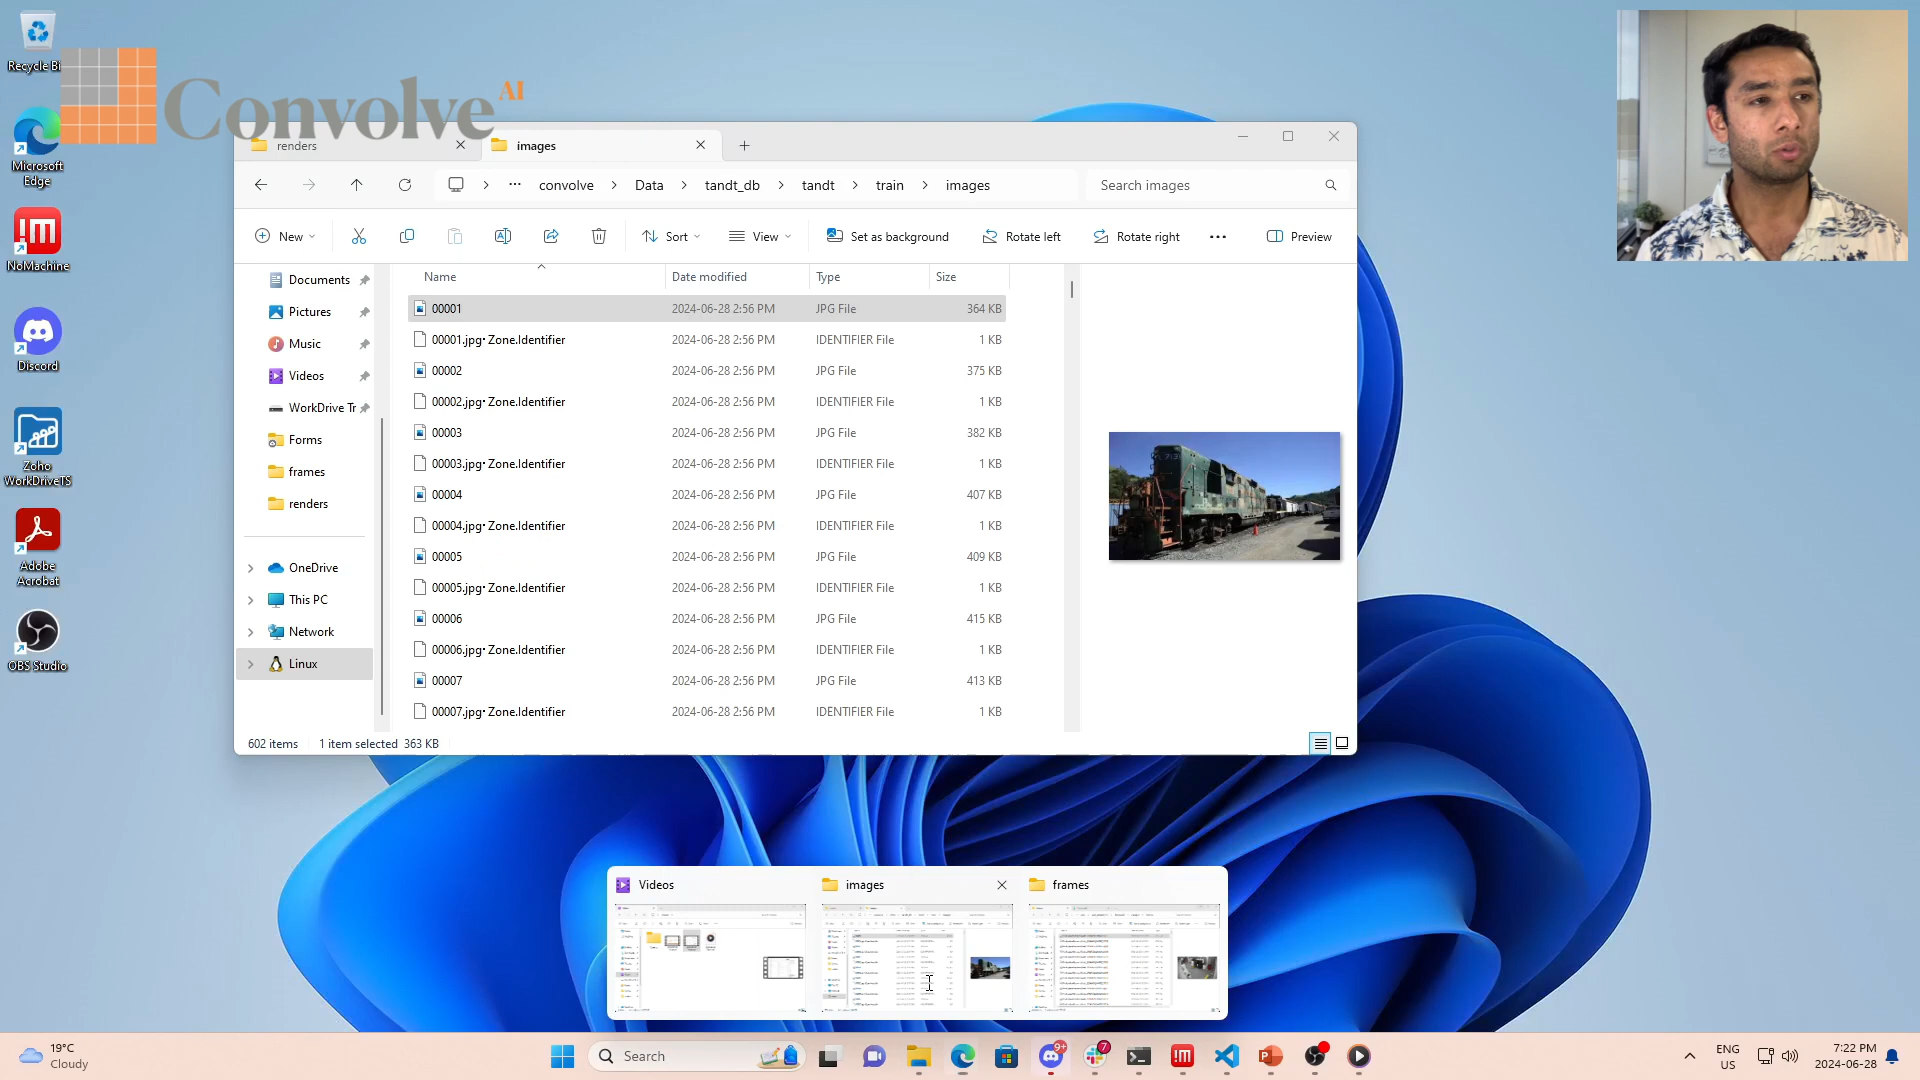 Recycle Bi
Convolve AI
Microsoft
Edge
NoMachine
Discord
Zoho
WorkDriveTS
Adobe
Acrobat
OBS Studio
renders
images
convolve
Data
tandt_db
tandt
train
images
Search images
New
Sort
View
Set as background
Rotate left
Rotate right
Preview
Documents
Pictures
Music
Videos
WorkDrive Tr
Forms
frames
renders
OneDrive
This PC
Network
Linux
Name Date modified Type Size
00001 2024-06-28 2:56 PM JPG File 364 KB
00001.jpg·Zone.Identifier 2024-06-28 2:56 PM IDENTIFIER File 1 KB
00002 2024-06-28 2:56 PM JPG File 375 KB
00002.jpg·Zone.Identifier 2024-06-28 2:56 PM IDENTIFIER File 1 KB
00003 2024-06-28 2:56 PM JPG File 382 KB
00003.jpg·Zone.Identifier 2024-06-28 2:56 PM IDENTIFIER File 1 KB
00004 2024-06-28 2:56 PM JPG File 407 KB
00004.jpg·Zone.Identifier 2024-06-28 2:56 PM IDENTIFIER File 1 KB
00005 2024-06-28 2:56 PM JPG File 409 KB
00005.jpg·Zone.Identifier 2024-06-28 2:56 PM IDENTIFIER File 1 KB
00006 2024-06-28 2:56 PM JPG File 415 KB
00006.jpg·Zone.Identifier 2024-06-28 2:56 PM IDENTIFIER File 1 KB
00007 2024-06-28 2:56 PM JPG File 413 KB
00007.jpg·Zone.Identifier 2024-06-28 2:56 PM IDENTIFIER File 1 KB
602 items 1 item selected 363 KB
Videos
images
frames
19°C
Cloudy
Search
9+
7
ENG
US
7:22 PM
2024-06-28